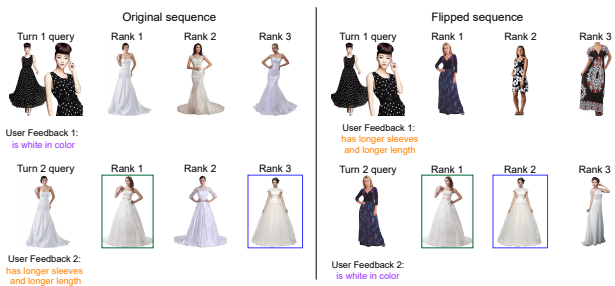 Original sequence
Turn 1 query Rank 1 Rank 2 Rank 3
User Feedback 1:
is white in color
Turn 2 query Rank 1 Rank 2 Rank 3
User Feedback 2:
has longer sleeves
and longer length
Flipped sequence
Turn 1 query Rank 1 Rank 2 Rank 3
User Feedback 1:
has longer sleeves
and longer length
Turn 2 query Rank 1 Rank 2 Rank 3
User Feedback 2:
is white in color